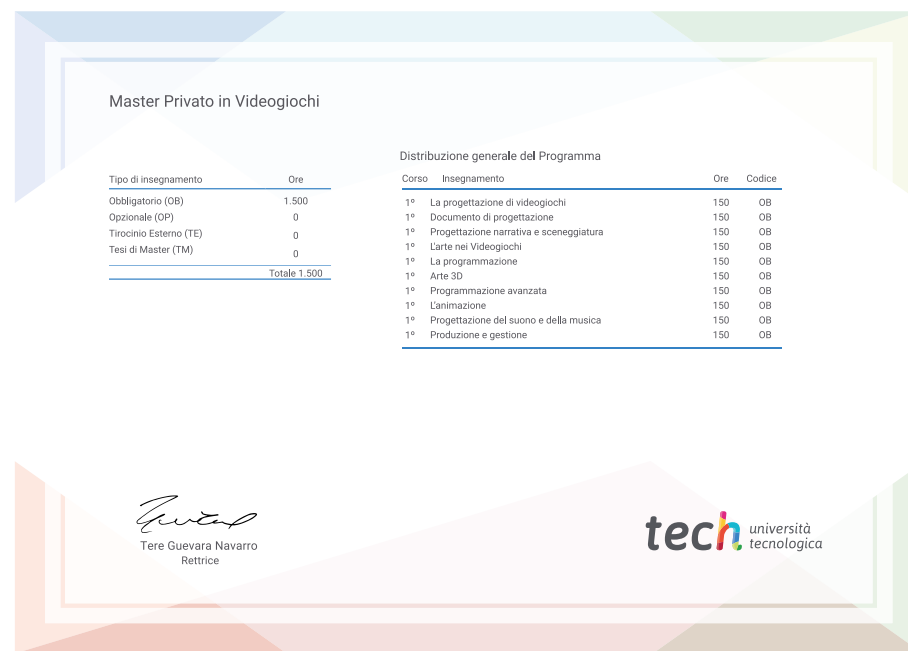 Master Privato in Videogiochi
Tipo di insegnamento Ore
Obbligatorio (OB) 1.500
Opzionale (OP) 0
Tirocinio Esterno (TE) 0
Tesi di Master (TM) 0
Totale 1.500
Distribuzione generale del Programma
Corso Insegnamento Ore Codice
1º La progettazione di videogiochi 150 OB
1º Documento di progettazione 150 OB
1º Progettazione narrativa e sceneggiatura 150 OB
1º L'arte nei Videogiochi 150 OB
1º La programmazione 150 OB
1º Arte 3D 150 OB
1º Programmazione avanzata 150 OB
1º L'animazione 150 OB
1º Progettazione del suono e della musica 150 OB
1º Produzione e gestione 150 OB
Tere Guevara Navarro
Rettrice
tech università
tecnologica